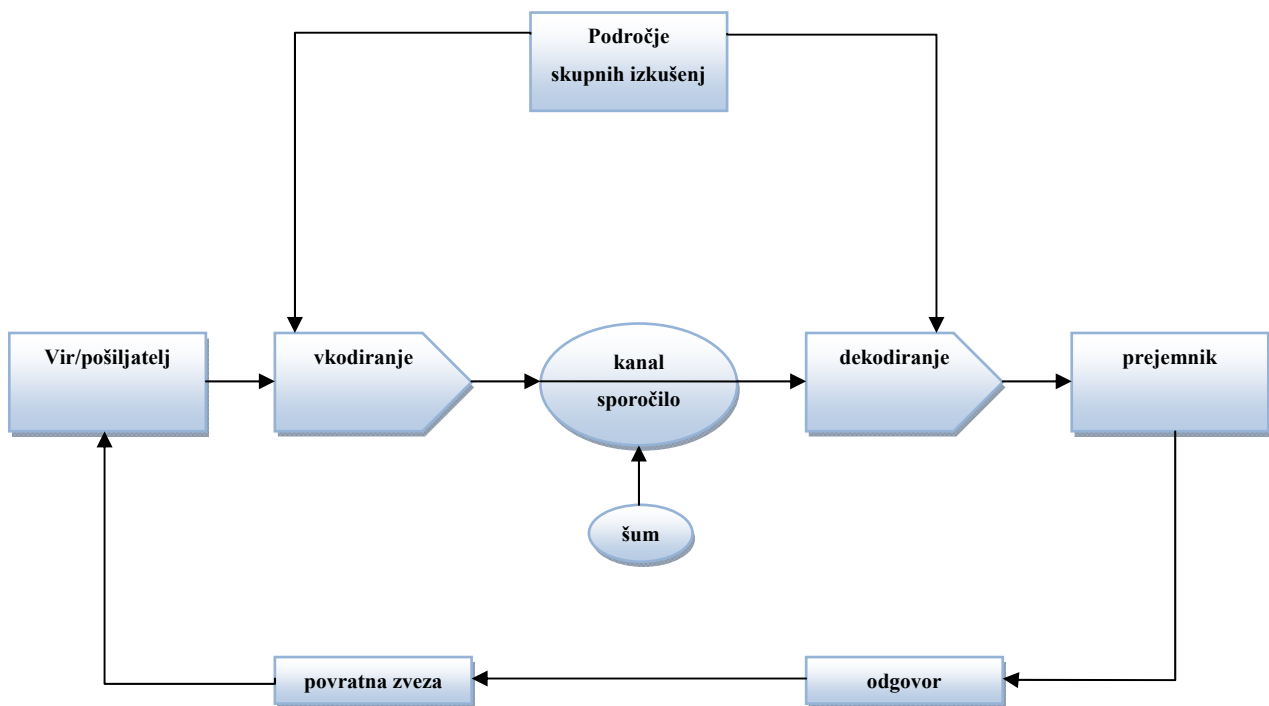 Področje
skupnih izkušenj
Vir/pošiljatelj
vkodiranje
kanal
sporočilo
dekodiranje
prejemnik
šum
povratna zveza
odgovor